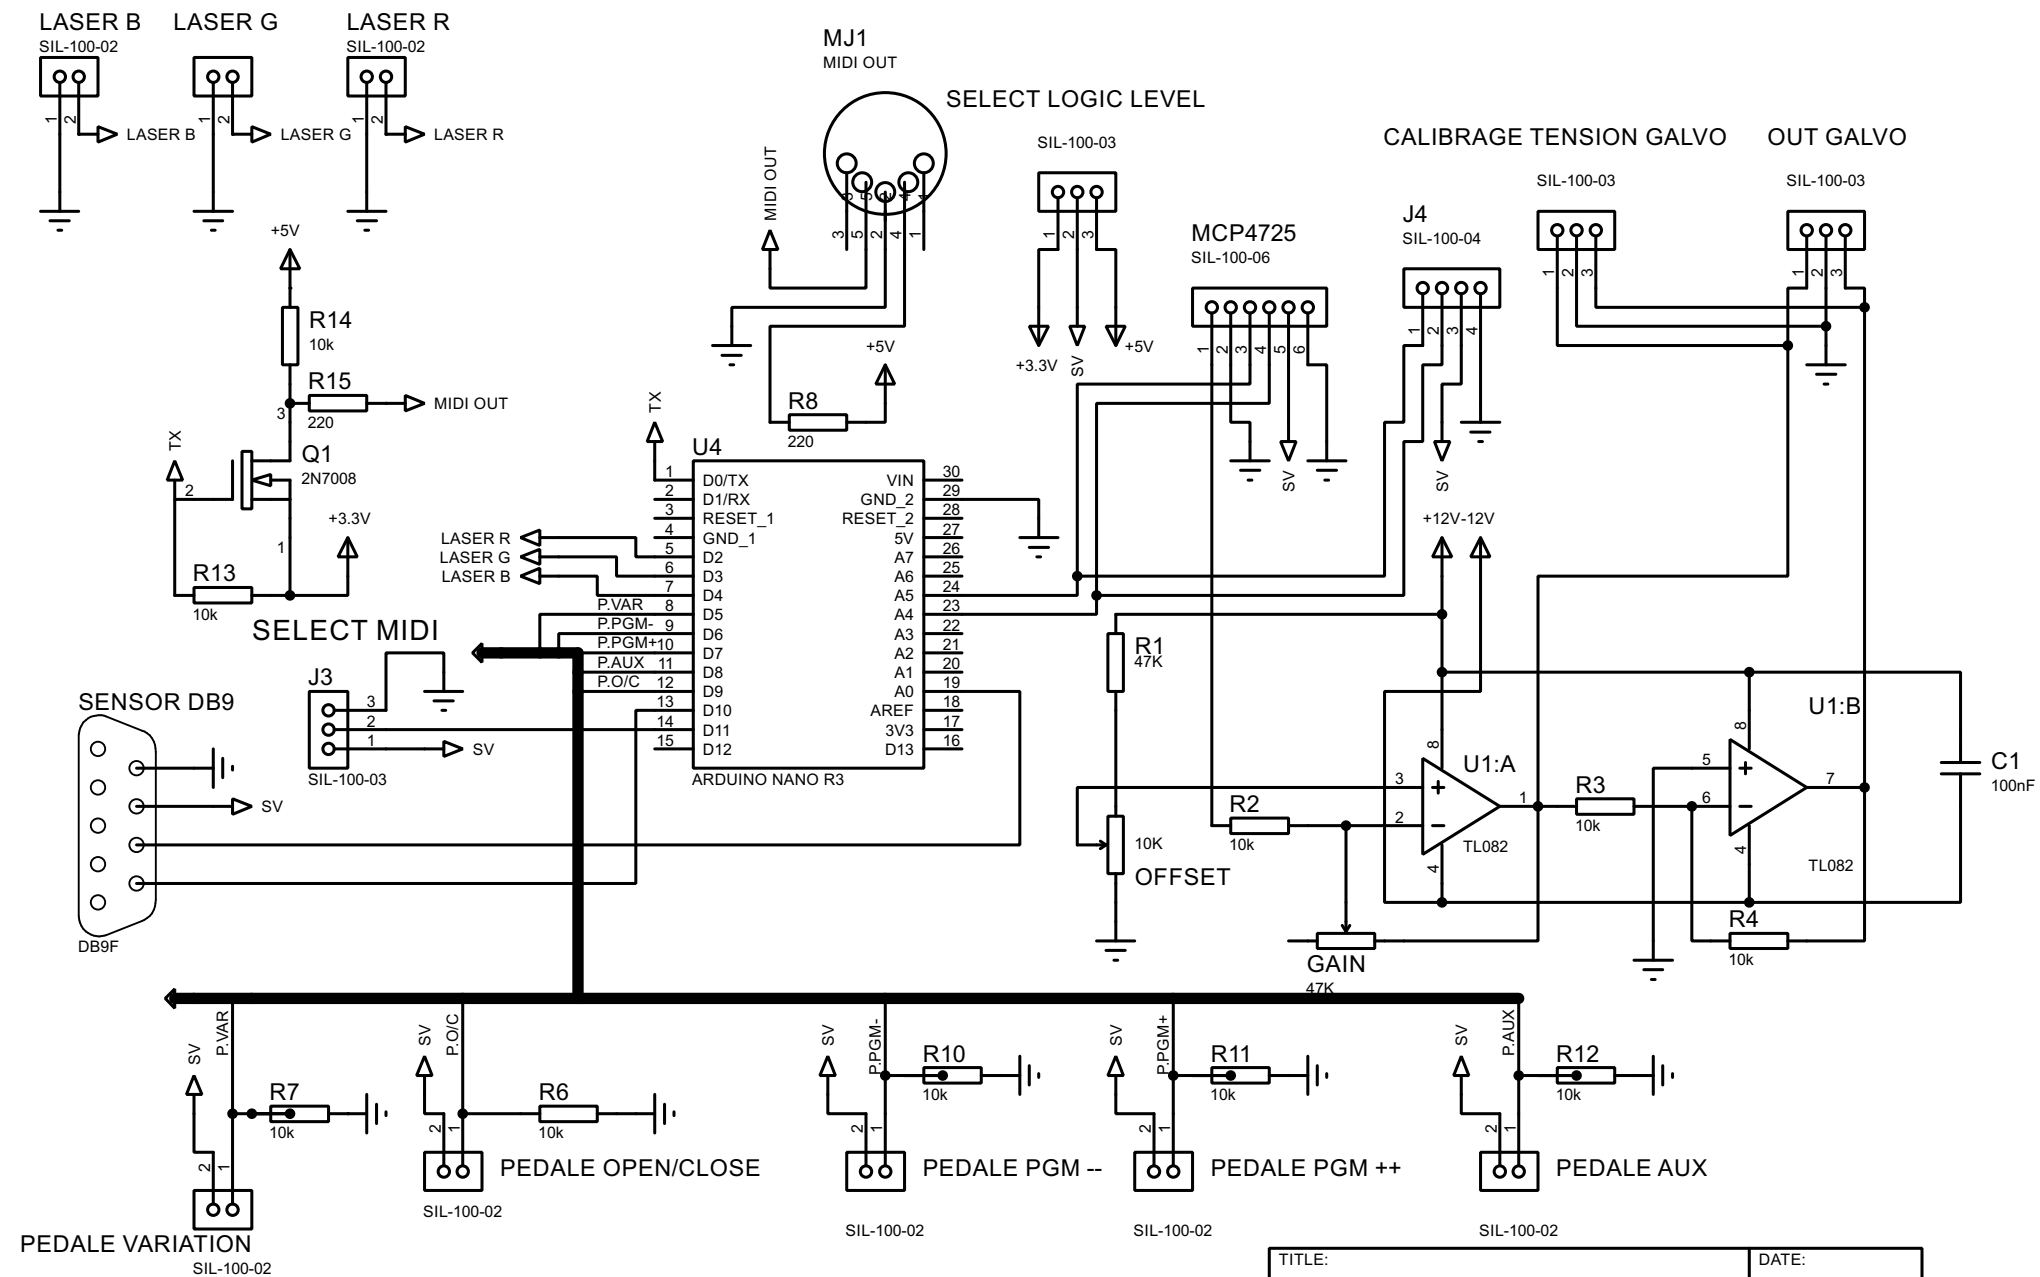 LASER B
SIL-100-02
1
2
LASER B
LASER G
1
2
LASER G
LASER R
SIL-100-02
1
2
LASER R
MJ1
MIDI OUT
MIDI OUT
3
5
2
4
1
SELECT LOGIC LEVEL
SIL-100-03
1
2
3
+3.3V
SV
+5V
MCP4725
SIL-100-06
1
2
3
4
5
6
SV
J4
SIL-100-04
1
2
3
4
SV
CALIBRAGE TENSION GALVO
SIL-100-03
1
2
3
OUT GALVO
SIL-100-03
1
2
3
+5V
R14
10k
R15
220
MIDI OUT
3
TX
2
Q1
2N7008
1
+3.3V
R13
10k
+5V
R8
220
TX
U4
1 D0/TX
2 D1/RX
3 RESET_1
4 GND_1
5 D2
6 D3
7 D4
8 D5
9 D6
10 D7
11 D8
12 D9
13 D10
14 D11
15 D12
VIN 30
GND_2 29
RESET_2 28
5V 27
A7 26
A6 25
A5 24
A4 23
A3 22
A2 21
A1 20
A0 19
AREF 18
3V3 17
D13 16
ARDUINO NANO R3
LASER R
LASER G
LASER B
P.VAR
P.PGM-
P.PGM+
P.AUX
P.O/C
SELECT MIDI
J3
3
2
1
SV
SIL-100-03
SENSOR DB9
SV
DB9F
+12V
-12V
R1
47K
10K
OFFSET
R2
10k
GAIN
47K
U1:A
3
2
8
4
1
TL082
R3
10k
U1:B
5
6
8
4
7
TL082
R4
10k
C1
100nF
SV
P.VAR
R7
10k
2
1
PEDALE VARIATION
SIL-100-02
SV
P.O/C
R6
10k
2
1
PEDALE OPEN/CLOSE
SIL-100-02
SV
P.PGM-
R10
10k
2
1
PEDALE PGM --
SIL-100-02
SV
P.PGM+
R11
10k
2
1
PEDALE PGM ++
SIL-100-02
SV
P.AUX
R12
10k
2
1
PEDALE AUX
SIL-100-02
TITLE:
DATE: